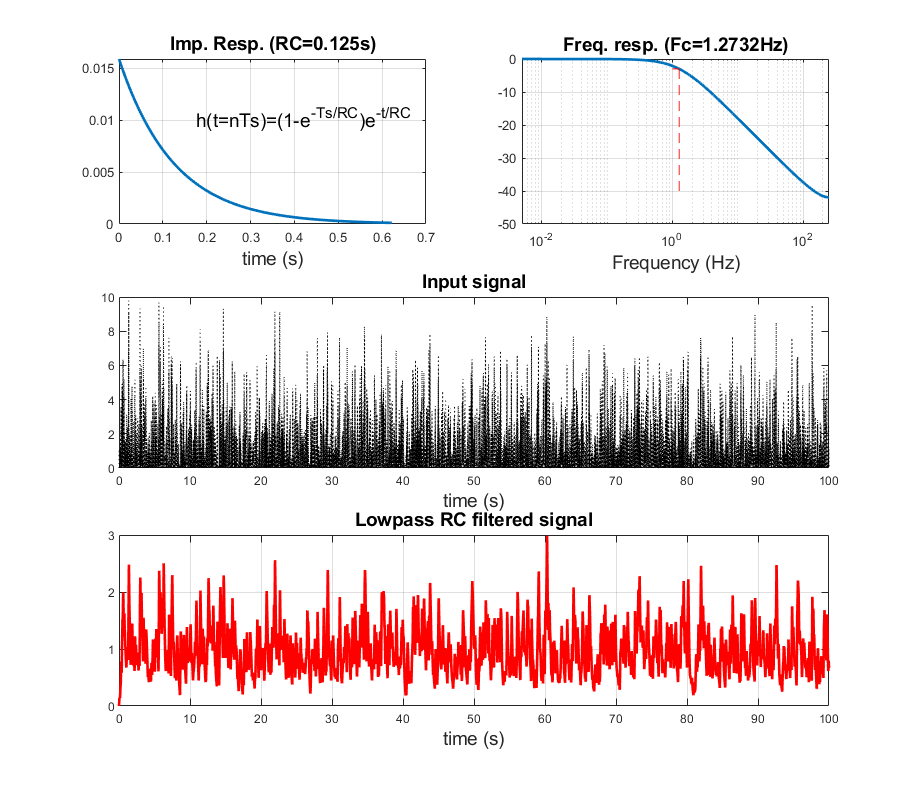 Imp. Resp. (RC=0.125s)
0.015
0.01
0.005
0
h(t=nTs)=(1-e^-Ts/RC)e^-t/RC
0 0.1 0.2 0.3 0.4 0.5 0.6 0.7
time (s)
Freq. resp. (Fc=1.2732Hz)
0
-10
-20
-30
-40
-50
10^-2 10^0 10^2
Frequency (Hz)
Input signal
10
8
6
4
2
0
0 10 20 30 40 50 60 70 80 90 100
time (s)
Lowpass RC filtered signal
3
2
1
0
0 10 20 30 40 50 60 70 80 90 100
time (s)